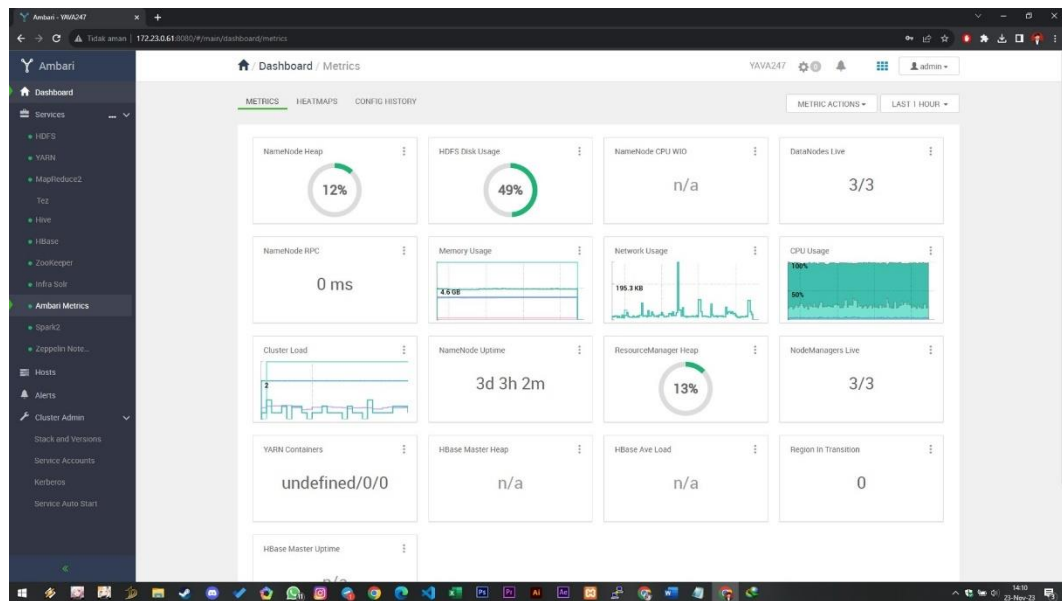 Ambari - YAVA247
Tidak aman | 172.23.0.61:8080/#/main/dashboard/metrics
Ambari
Dashboard / Metrics
YAVA247
0
admin
Dashboard
Services
HDFS
YARN
MapReduce2
Tez
Hive
HBase
ZooKeeper
Infra Solr
Ambari Metrics
Spark2
Zeppelin Note...
Hosts
Alerts
Cluster Admin
Stack and Versions
Service Accounts
Kerberos
Service Auto Start
METRICS HEATMAPS CONFIG HISTORY
METRIC ACTIONS
LAST 1 HOUR
NameNode Heap
12%
HDFS Disk Usage
49%
NameNode CPU WIO
n/a
DataNodes Live
3/3
NameNode RPC
0 ms
Memory Usage
4.6 GB
Network Usage
195.3 KB
CPU Usage
100%
50%
Cluster Load
2
NameNode Uptime
3d 3h 2m
ResourceManager Heap
13%
NodeManagers Live
3/3
YARN Containers
undefined/0/0
HBase Master Heap
n/a
HBase Ave Load
n/a
Region In Transition
0
HBase Master Uptime
n/a
Ps
Pr
Ai
Ae
14:10
23-Nov-23